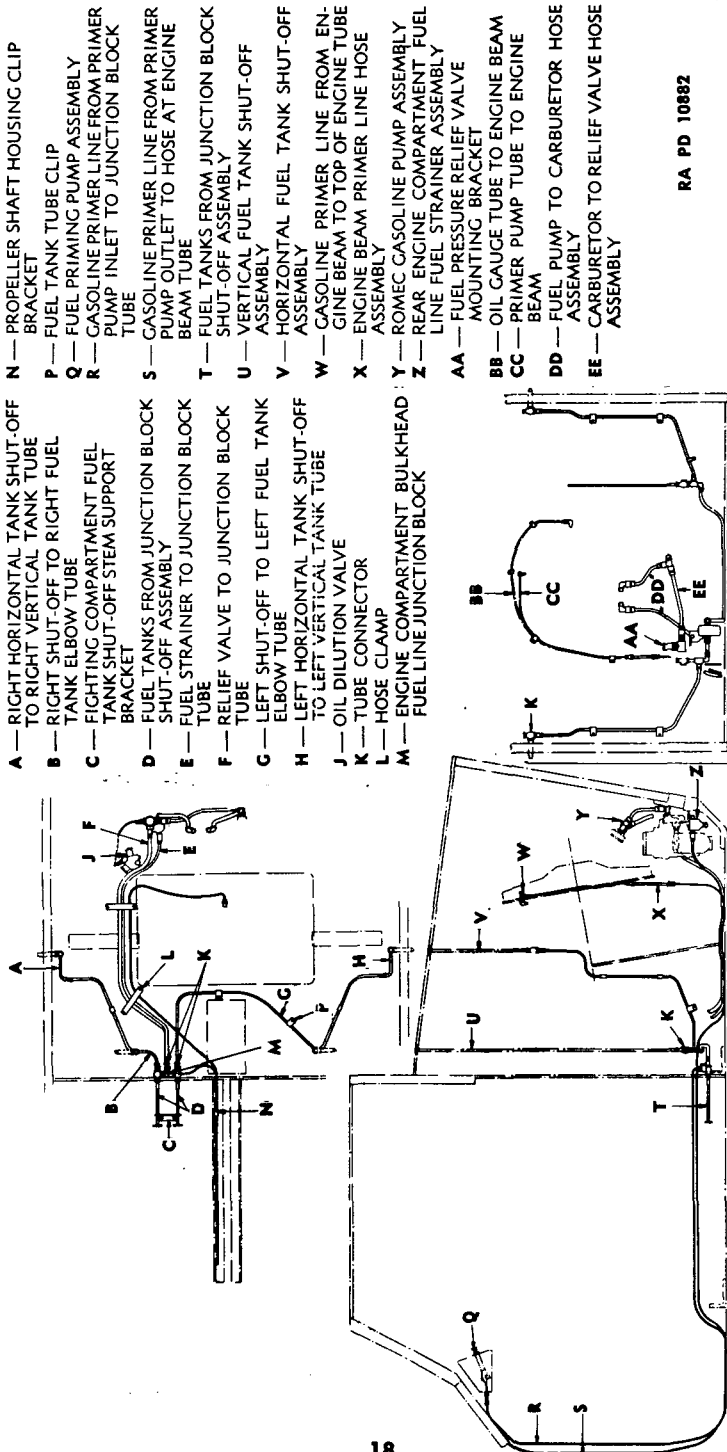 A — RIGHT HORIZONTAL TANK SHUT-OFF
TO RIGHT VERTICAL TANK TUBE
B — RIGHT SHUT-OFF TO RIGHT FUEL
TANK ELBOW TUBE
C — FIGHTING COMPARTMENT FUEL
TANK SHUT-OFF STEM SUPPORT
BRACKET
D — FUEL TANKS FROM JUNCTION BLOCK
SHUT-OFF ASSEMBLY
E — FUEL STRAINER TO JUNCTION BLOCK
TUBE
F — RELIEF VALVE TO JUNCTION BLOCK
TUBE
G — LEFT SHUT-OFF TO LEFT FUEL TANK
ELBOW TUBE
H — LEFT HORIZONTAL TANK SHUT-OFF
TO LEFT VERTICAL TANK TUBE
J — OIL DILUTION VALVE
K — TUBE CONNECTOR
L — HOSE CLAMP
M — ENGINE COMPARTMENT BULKHEAD
FUEL LINE JUNCTION BLOCK
N — PROPELLER SHAFT HOUSING CLIP
BRACKET
P — FUEL TANK TUBE CLIP
Q — FUEL PRIMING PUMP ASSEMBLY
R — GASOLINE PRIMER LINE FROM PRIMER
PUMP INLET TO JUNCTION BLOCK
TUBE
S — GASOLINE PRIMER LINE FROM PRIMER
PUMP OUTLET TO HOSE AT ENGINE
BEAM TUBE
T — FUEL TANKS FROM JUNCTION BLOCK
SHUT-OFF ASSEMBLY
U — VERTICAL FUEL TANK SHUT-OFF
ASSEMBLY
V — HORIZONTAL FUEL TANK SHUT-OFF
ASSEMBLY
W — GASOLINE PRIMER LINE FROM EN-
GINE BEAM TO TOP OF ENGINE TUBE
X — ENGINE BEAM PRIMER LINE HOSE
ASSEMBLY
Y — ROMEC GASOLINE PUMP ASSEMBLY
Z — REAR ENGINE COMPARTMENT FUEL
LINE FUEL STRAINER ASSEMBLY
AA — FUEL PRESSURE RELIEF VALVE
MOUNTING BRACKET
BB — OIL GAUGE TUBE TO ENGINE BEAM
CC — PRIMER PUMP TUBE TO ENGINE
BEAM
DD — FUEL PUMP TO CARBURETOR HOSE
ASSEMBLY
EE — CARBURETOR TO RELIEF VALVE HOSE
ASSEMBLY
RA PD 10882
A
B
C
D
E
F
J
L
K
G
P
H
M
N
Q
R
S
T
U
V
W
X
Y
Z
K
K
AA
BB
CC
DD
EE
18